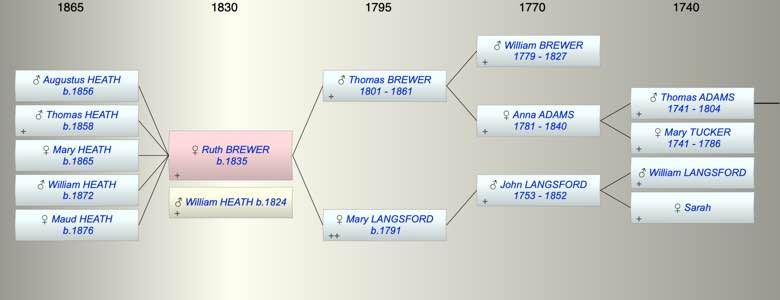 1865 1830 1795 1770 1740
♂ Augustus HEATH
b.1856
♂ Thomas HEATH
+ b.1858
♀ Mary HEATH
b.1865
♂ William HEATH
b.1872
♀ Maud HEATH
b.1876
♀ Ruth BREWER
b.1835
+
♂ William HEATH b.1824
+
♂ Thomas BREWER
1801 - 1861
+
♀ Mary LANGSFORD
b.1791
++
♂ William BREWER
1779 - 1827
+
♀ Anna ADAMS
1781 - 1840
+
♂ John LANGSFORD
1753 - 1852
+
♂ Thomas ADAMS
1741 - 1804
+
♀ Mary TUCKER
1741 - 1786
+
♂ William LANGSFORD
+
♀ Sarah
+